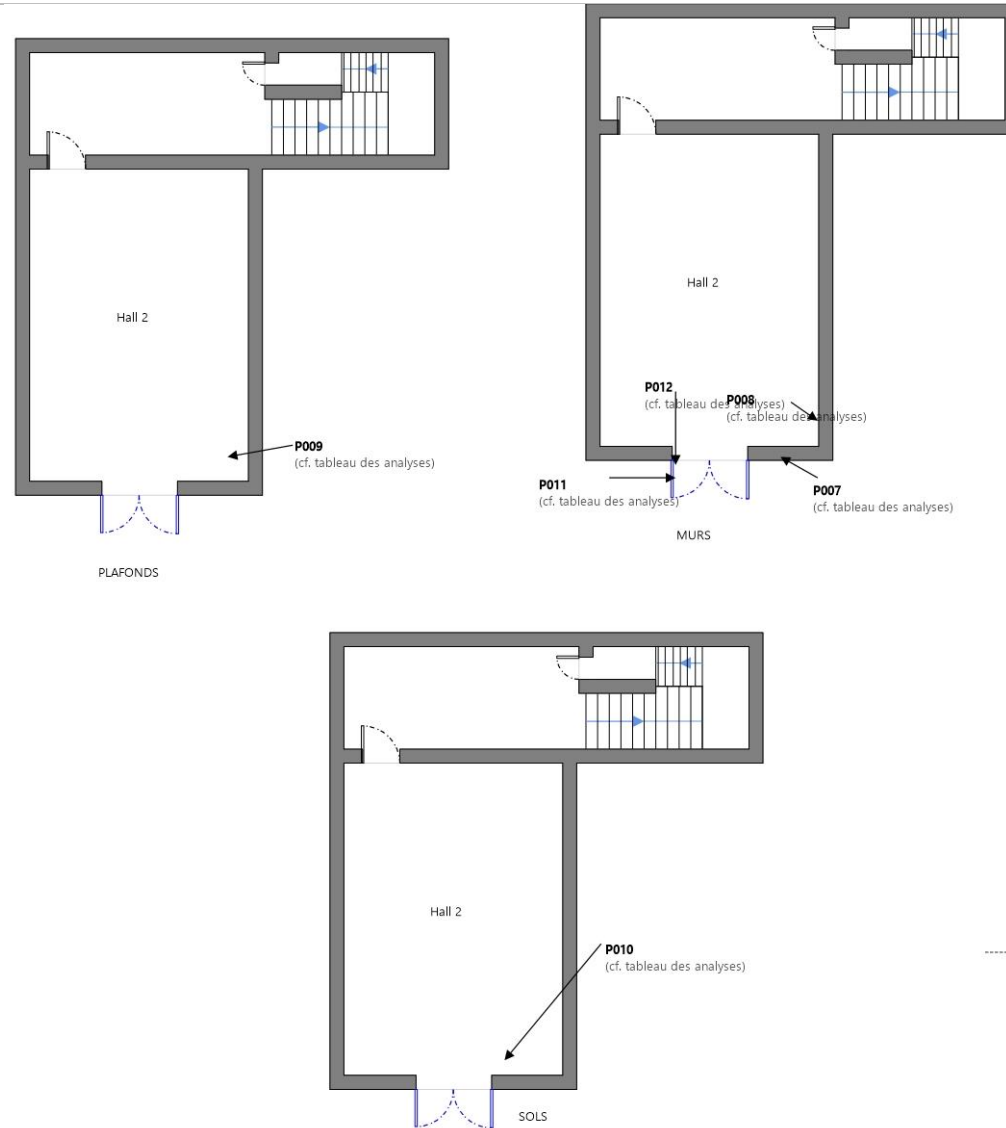 Hall 2
P009
(cf. tableau des analyses)
PLAFONDS
Hall 2
P012
(cf. tableau des analyses)
P008
(cf. tableau des analyses)
P011
(cf. tableau des analyses)
P007
(cf. tableau des analyses)
MURS
Hall 2
P010
(cf. tableau des analyses)
SOLS